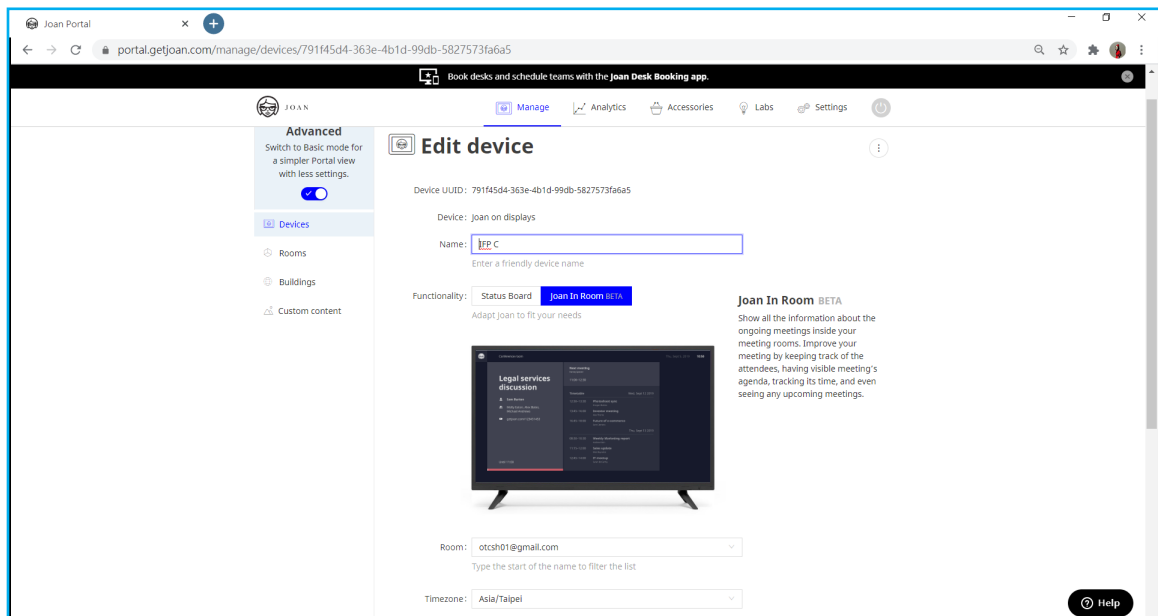 Joan Portal
portal.getjoan.com/manage/devices/791f45d4-363e-4b1d-99db-5827573fa6a5
Book desks and schedule teams with the Joan Desk Booking app.
JOAN
Manage
Analytics
Accessories
Labs
Settings
Advanced
Switch to Basic mode for
a simpler Portal view
with less settings.
Devices
Rooms
Buildings
Custom content
Edit device
Device UUID: 791f45d4-363e-4b1d-99db-5827573fa6a5
Device: Joan on displays
Name: IFP C
Enter a friendly device name
Functionality: Status Board Joan In Room BETA
Adapt Joan to fit your needs
Legal services
discussion
Joan In Room BETA
Show all the information about the
ongoing meetings inside your
meeting rooms. Improve your
meeting by keeping track of the
attendees, having visible meeting's
agenda, tracking its time, and even
seeing any upcoming meetings.
Room: otcsh01@gmail.com
Type the start of the name to filter the list
Timezone: Asia/Taipei
Help